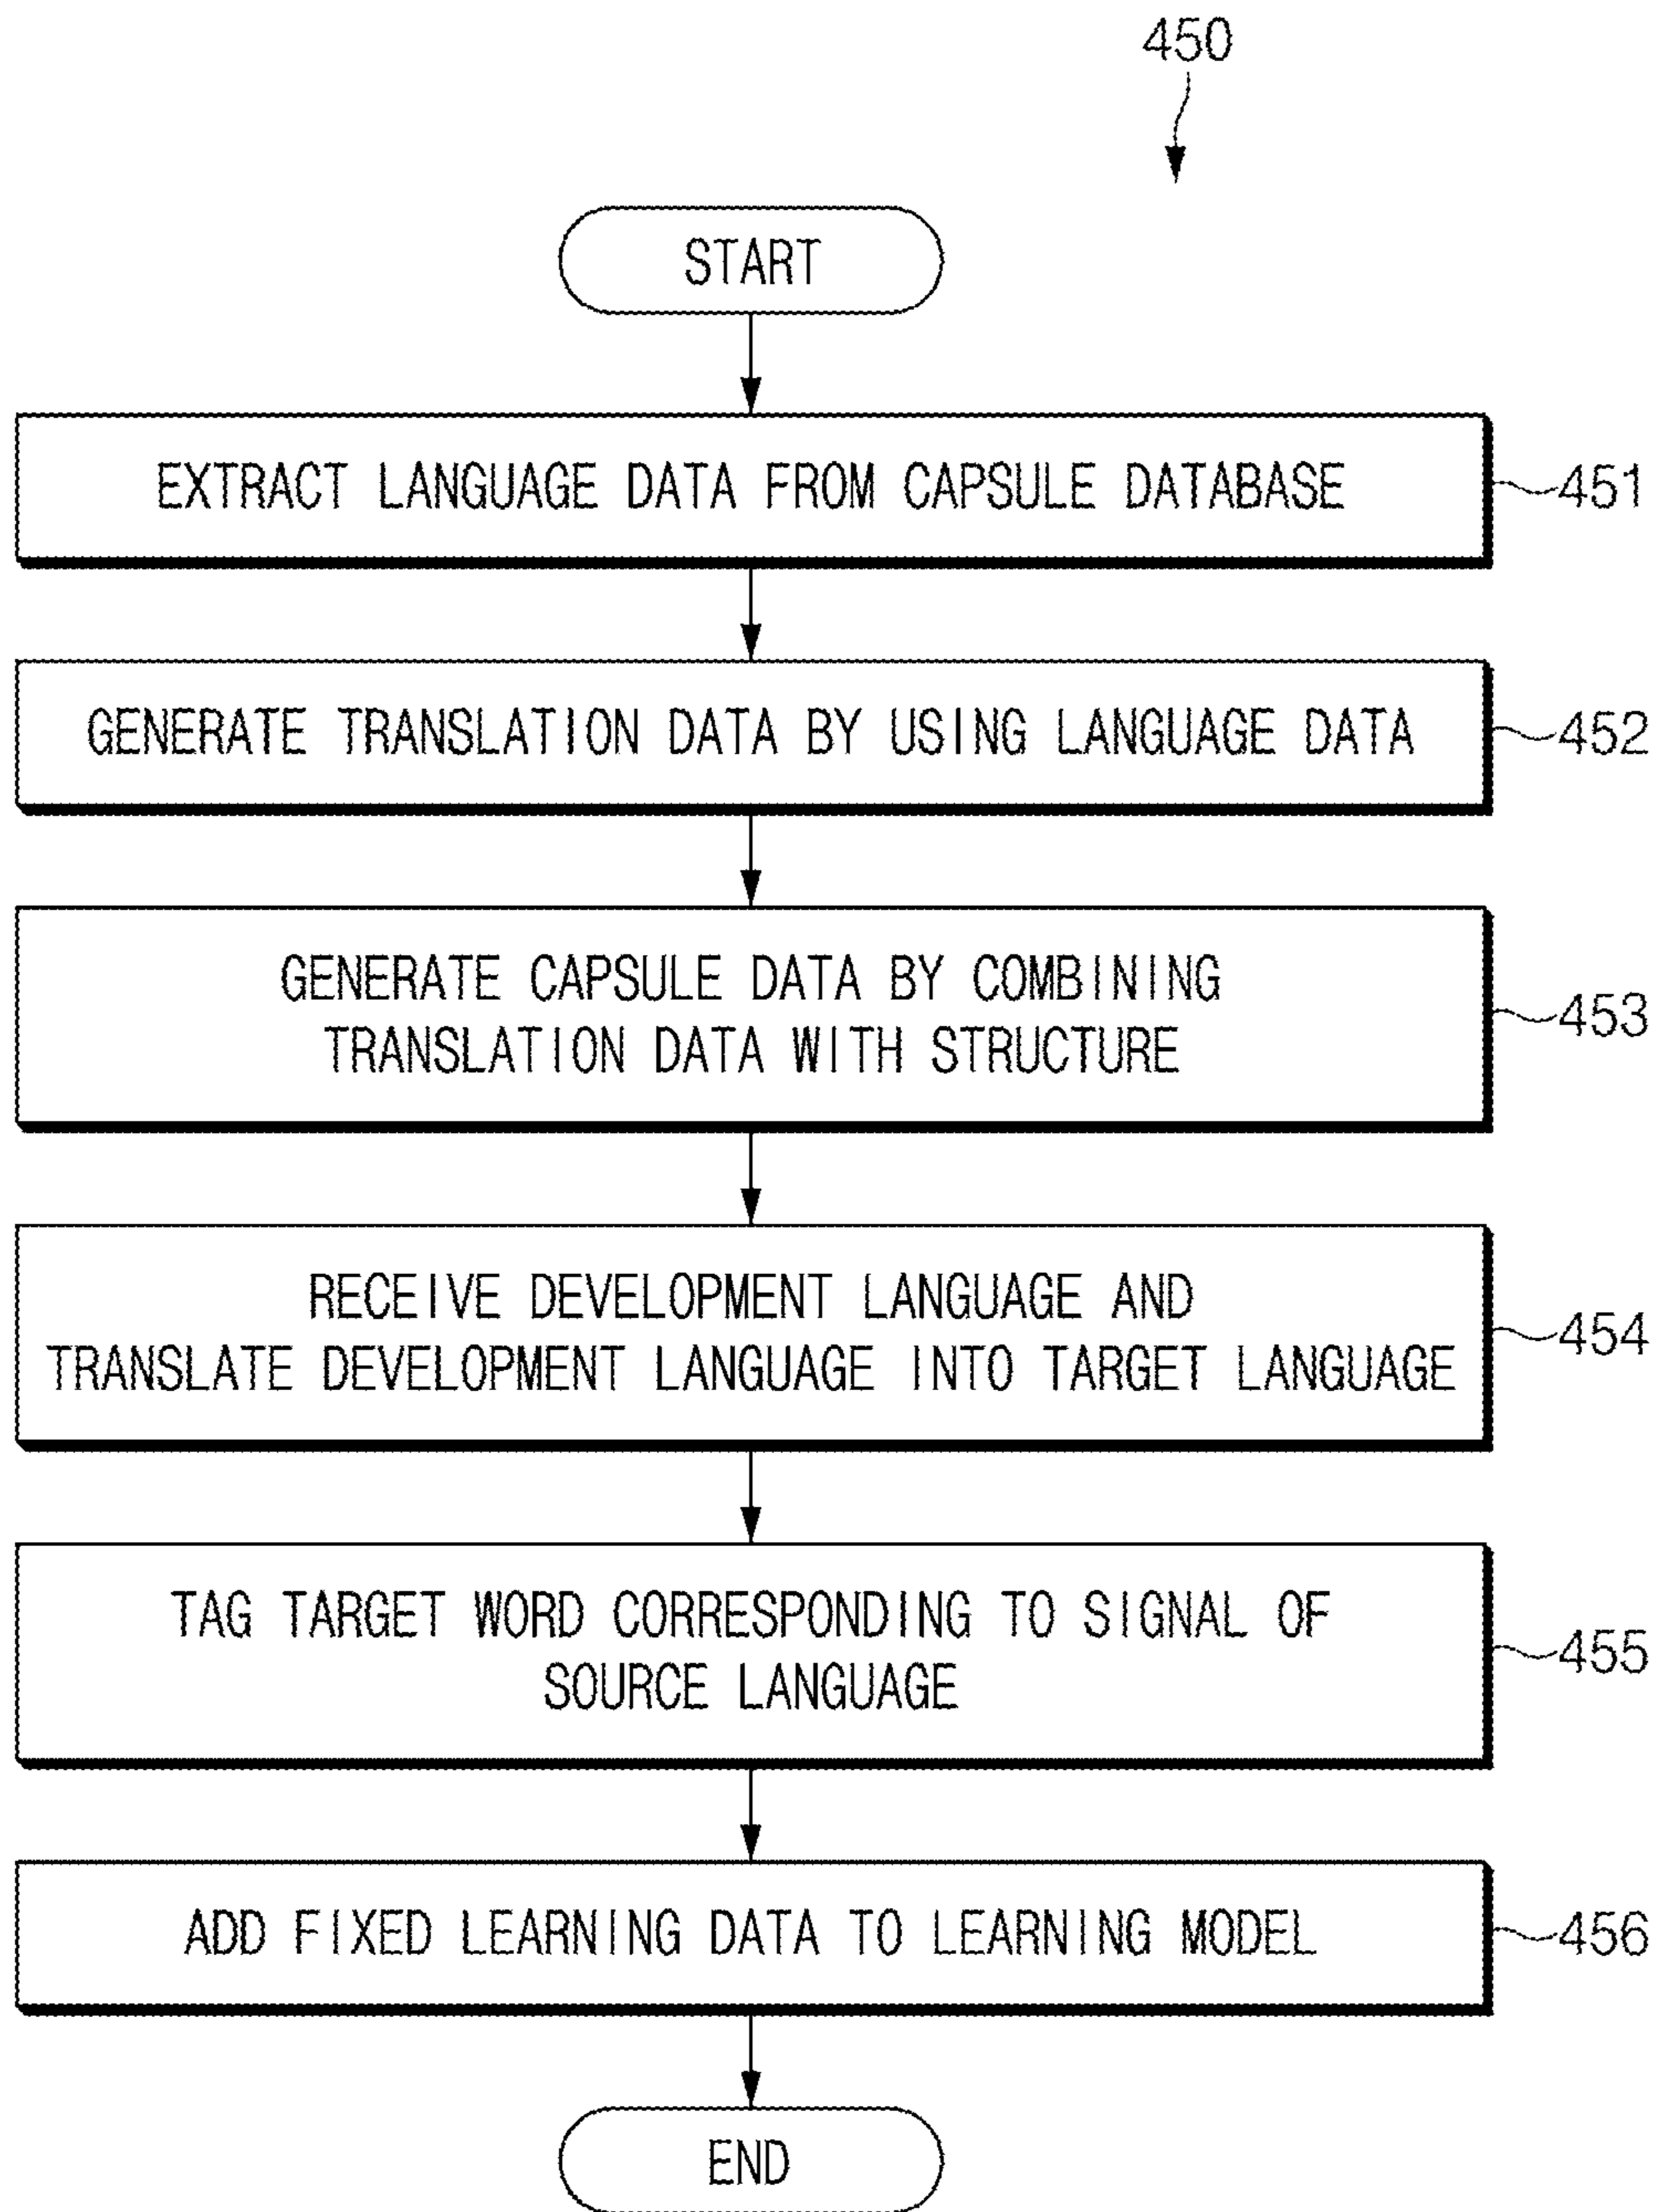 450
START
EXTRACT LANGUAGE DATA FROM CAPSULE DATABASE
451
GENERATE TRANSLATION DATA BY USING LANGUAGE DATA
452
GENERATE CAPSULE DATA BY COMBINING
TRANSLATION DATA WITH STRUCTURE
453
RECEIVE DEVELOPMENT LANGUAGE AND
TRANSLATE DEVELOPMENT LANGUAGE INTO TARGET LANGUAGE
454
TAG TARGET WORD CORRESPONDING TO SIGNAL OF
SOURCE LANGUAGE
455
ADD FIXED LEARNING DATA TO LEARNING MODEL
456
END